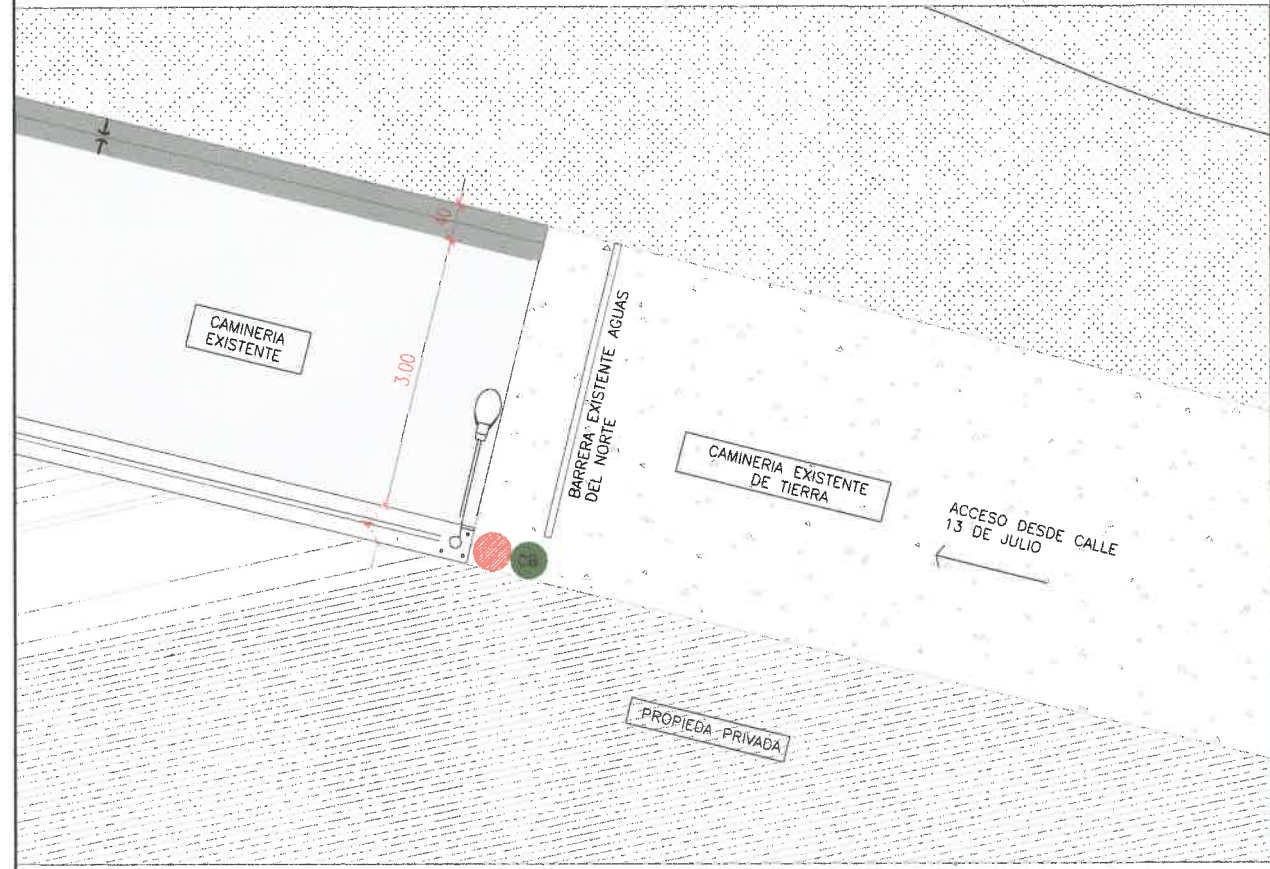 .40
3.00
CAMINERIA
EXISTENTE
BARRERA EXISTENTE AGUAS
DEL NORTE
CAMINERIA EXISTENTE
DE TIERRA
ACCESO DESDE CALLE
13 DE JULIO
PROPIEDA PRIVADA